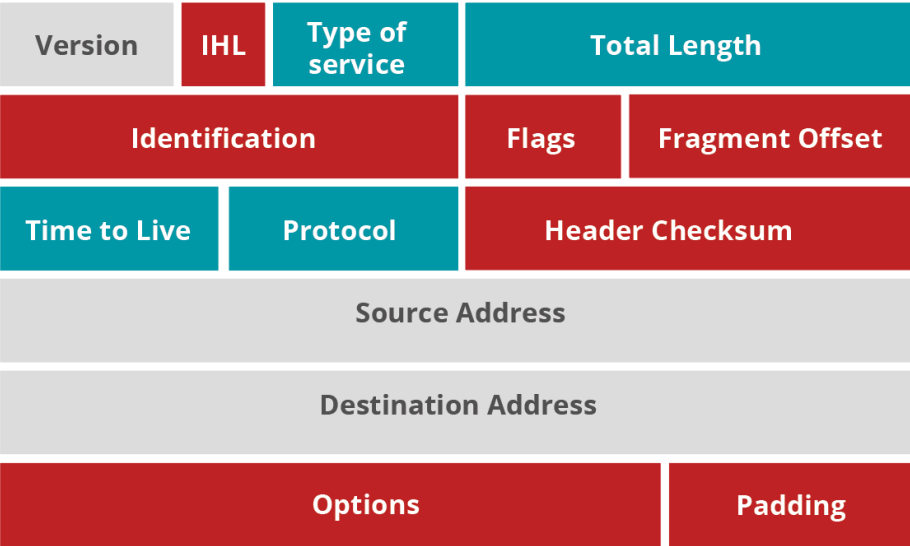 Version
IHL
Type of
service
Total Length
Identification
Flags
Fragment Offset
Time to Live
Protocol
Header Checksum
Source Address
Destination Address
Options
Padding